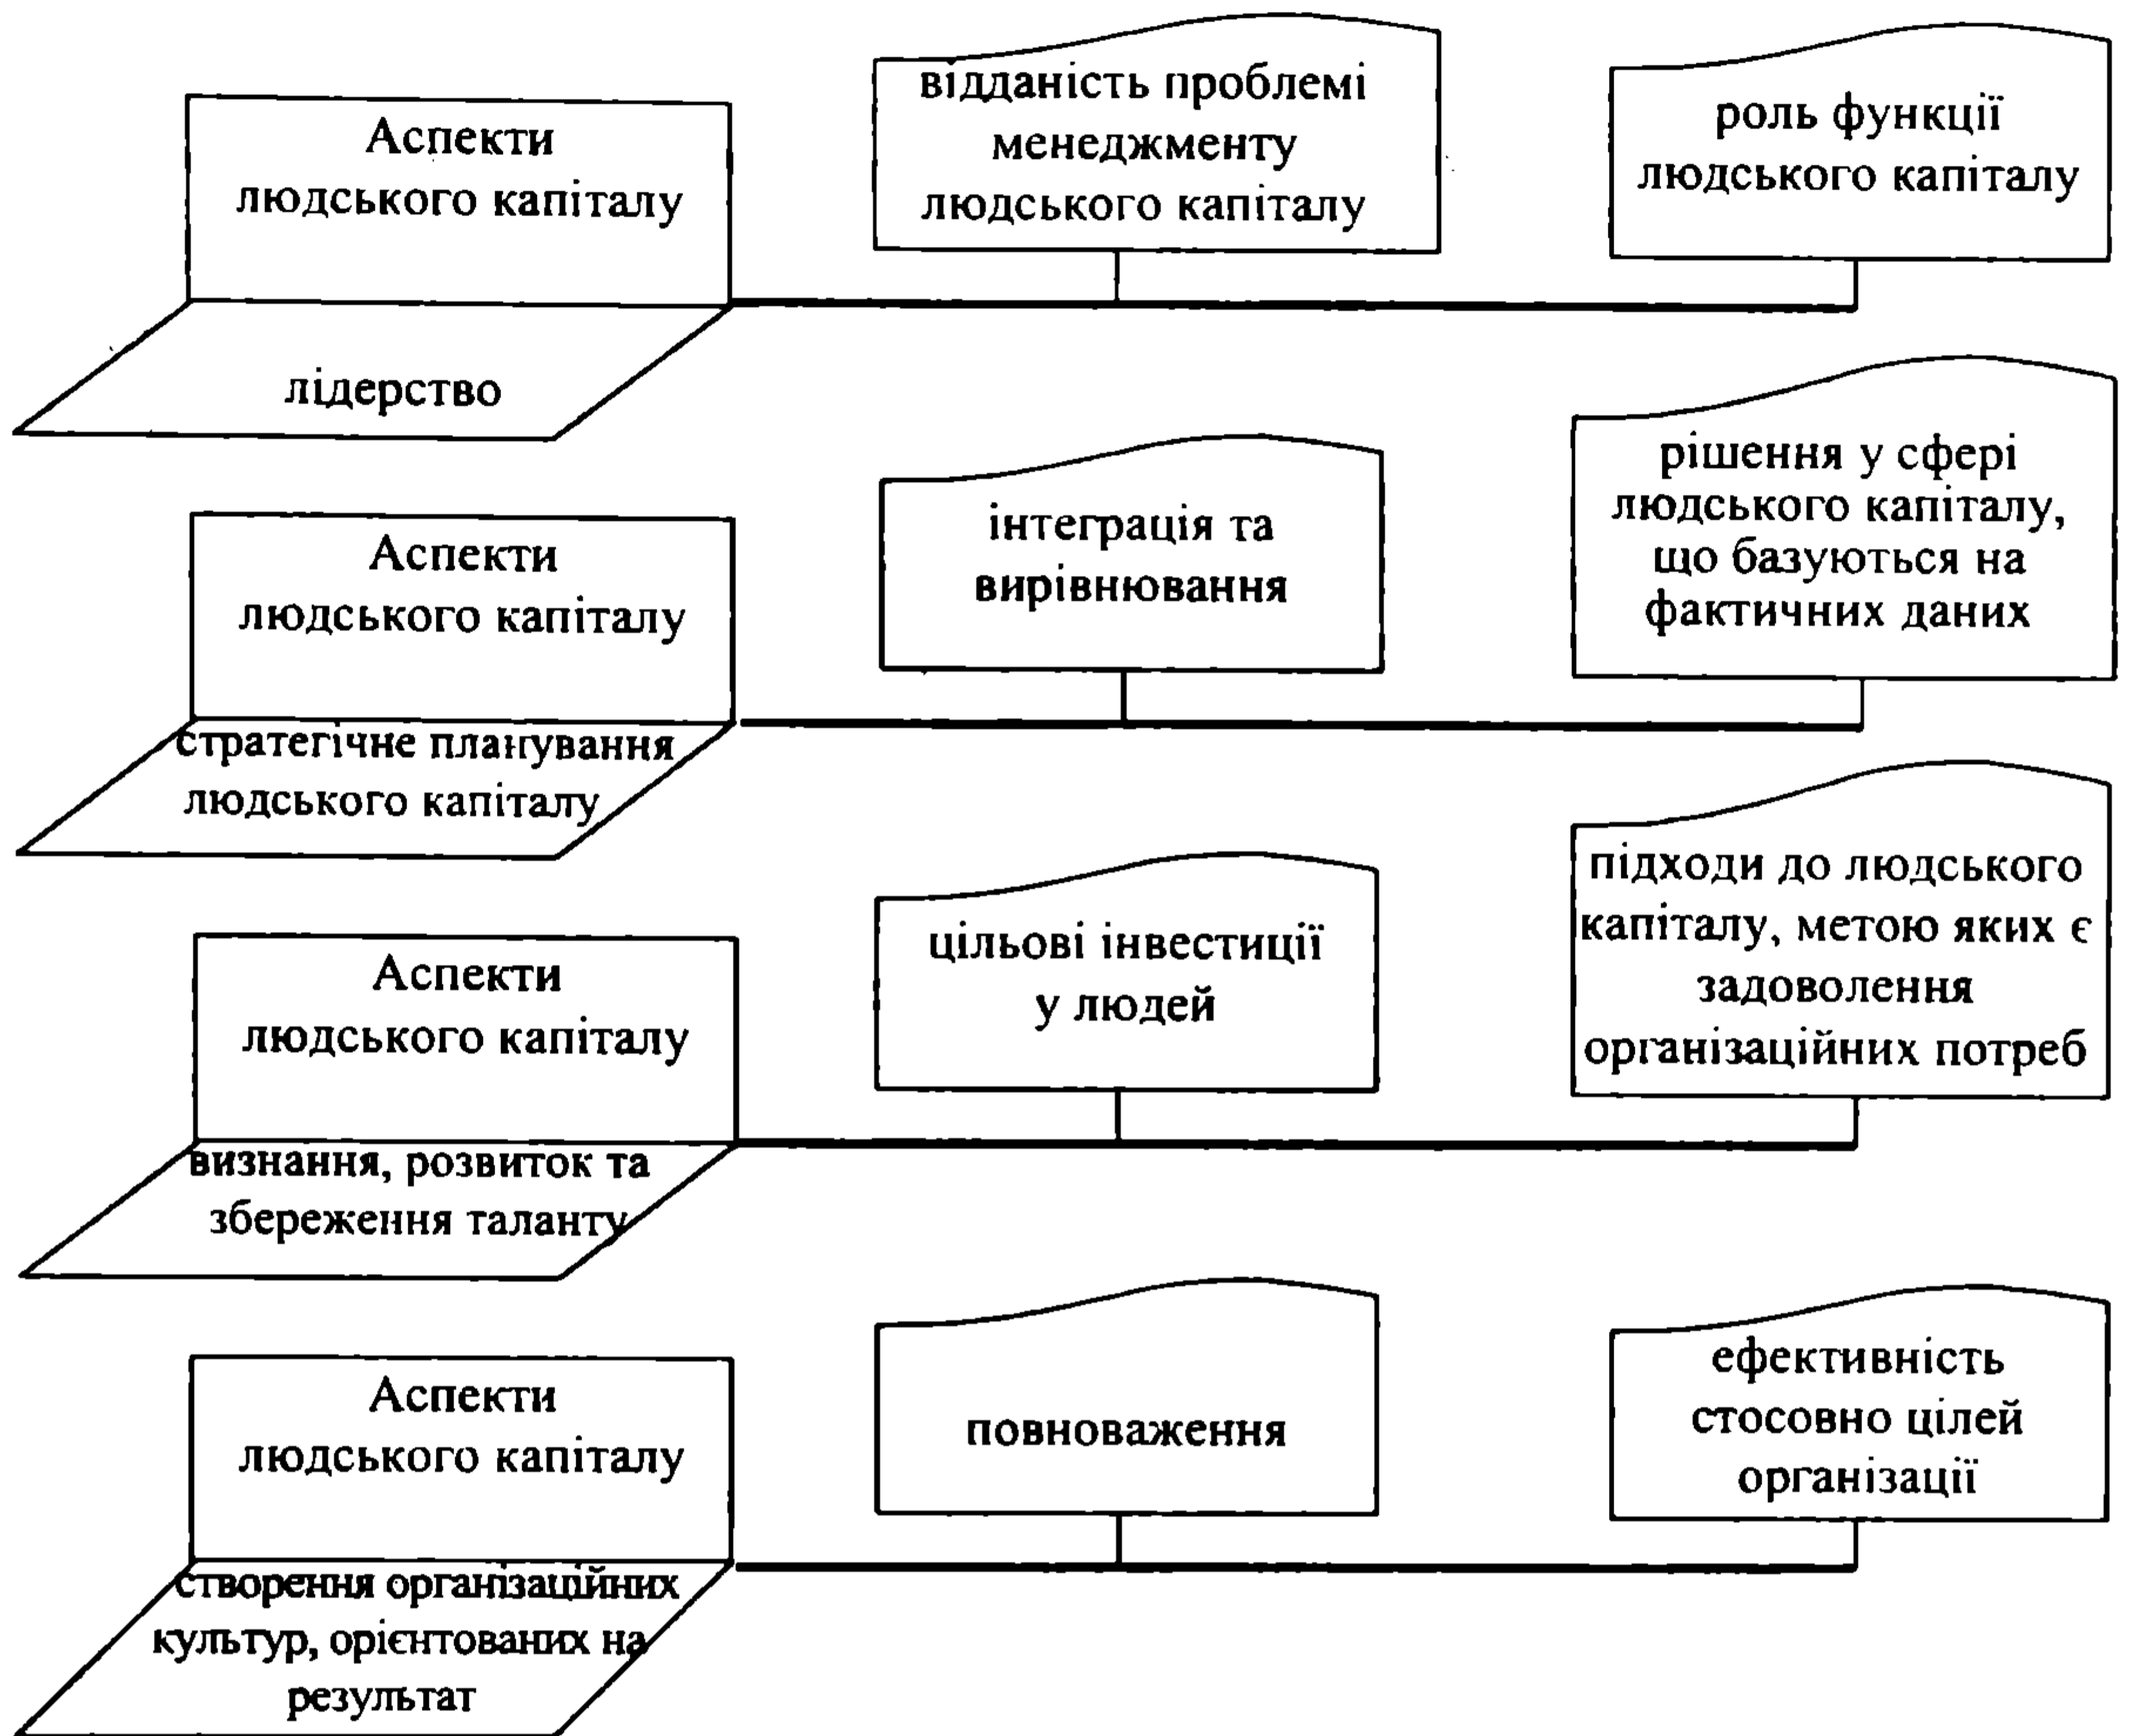 Аспекти
людського капіталу
лідерство
відданість проблемі
менеджменту
людського капіталу
роль функції
людського капіталу
Аспекти
людського капіталу
стратегічне планування
людського капіталу
інтеграція та
вирівнювання
рішення у сфері
людського капіталу,
що базуються на
фактичних даних
Аспекти
людського капіталу
визнання, розвиток та
збереження таланту
цільові інвестиції
у людей
підходи до людського
капіталу, метою яких є
задоволення
організаційних потреб
Аспекти
людського капіталу
створення організаційних
культур, орієнтованих на
результат
повноваження
ефективність
стосовно цілей
організації